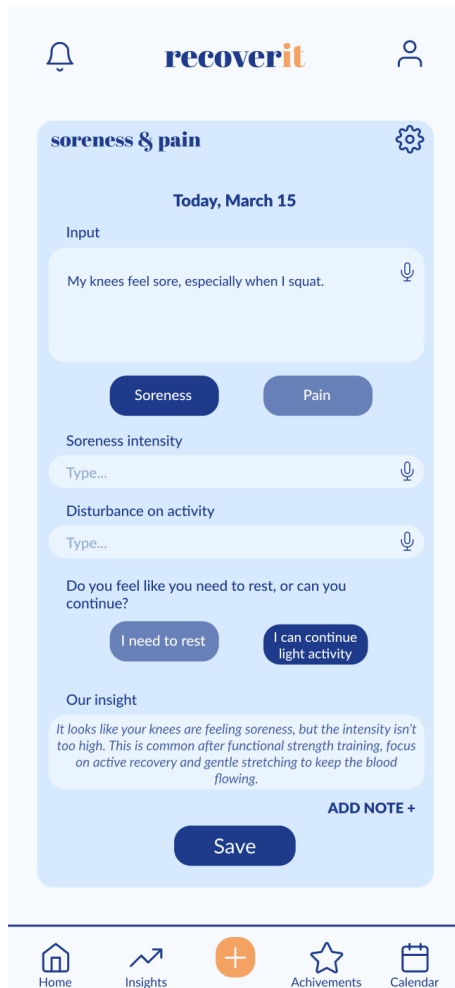 recoverit
soreness & pain
Today, March 15
Input
My knees feel sore, especially when I squat.
Soreness
Pain
Soreness intensity
Type...
Disturbance on activity
Type...
Do you feel like you need to rest, or can you
continue?
I need to rest
I can continue
light activity
Our insight
It looks like your knees are feeling soreness, but the intensity isn't
too high. This is common after functional strength training, focus
on active recovery and gentle stretching to keep the blood
flowing.
ADD NOTE +
Save
Home
Insights
Achivements
Calendar